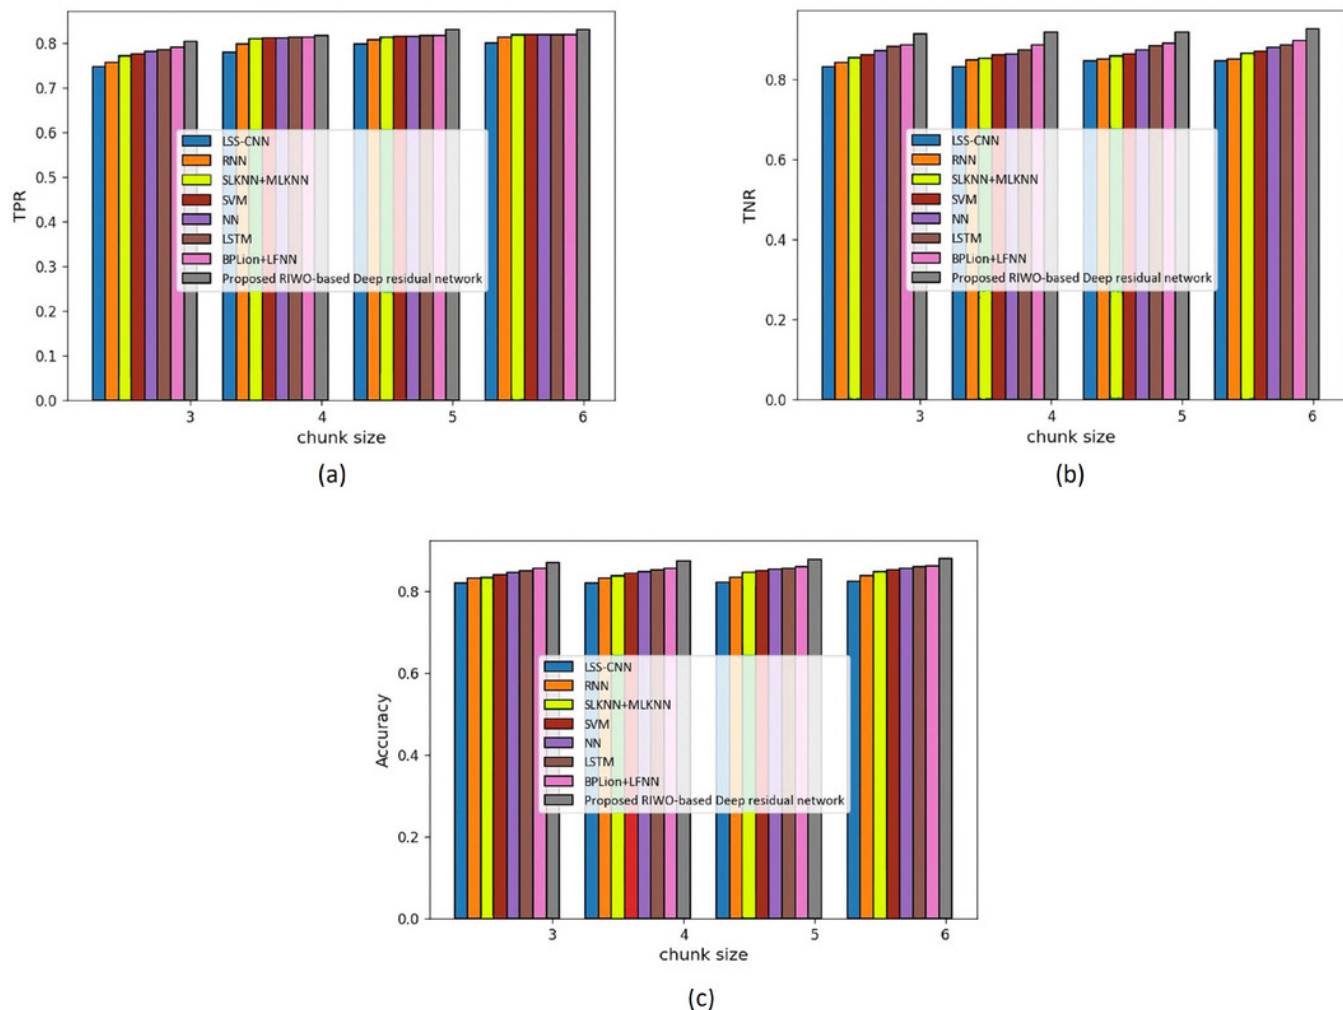 0.8
0.7
0.6
0.5
0.4
0.3
0.2
0.1
0.0
TPR
LSS-CNN
RNN
SLKNN+MLKNN
SVM
NN
LSTM
BPLion+LFNN
Proposed RIWO-based Deep residual network
3 4 5 6
chunk size
(a)
0.8
0.6
0.4
0.2
0.0
TNR
LSS-CNN
RNN
SLKNN+MLKNN
SVM
NN
LSTM
BPLion+LFNN
Proposed RIWO-based Deep residual network
3 4 5 6
chunk size
(b)
0.8
0.6
0.4
0.2
0.0
Accuracy
LSS-CNN
RNN
SLKNN+MLKNN
SVM
NN
LSTM
BPLion+LFNN
Proposed RIWO-based Deep residual network
3 4 5 6
chunk size
(c)